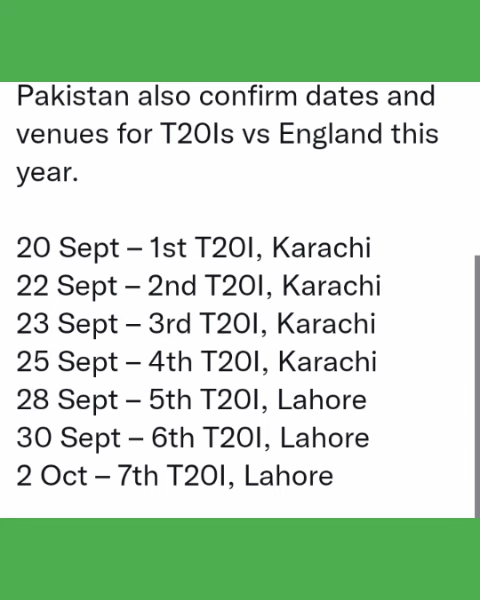 Pakistan also confirm dates and
venues for T20Is vs England this
year.
20 Sept – 1st T20I, Karachi
22 Sept – 2nd T20I, Karachi
23 Sept – 3rd T20I, Karachi
25 Sept – 4th T20I, Karachi
28 Sept – 5th T20I, Lahore
30 Sept – 6th T20I, Lahore
2 Oct – 7th T20I, Lahore